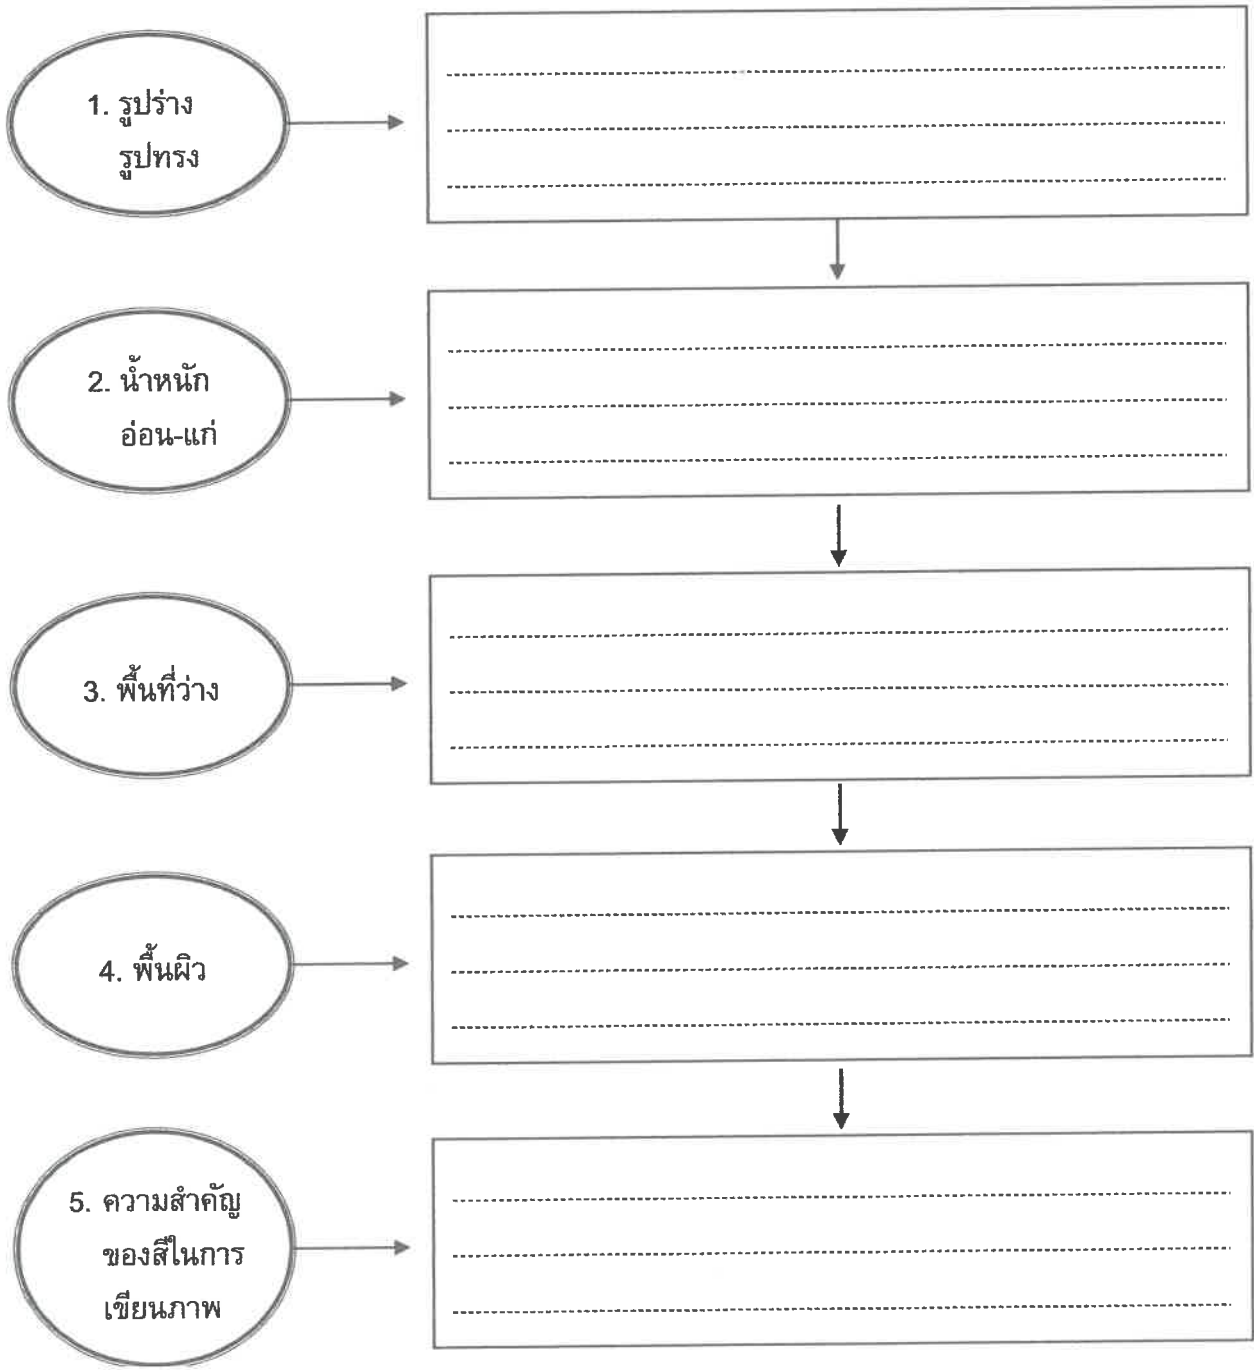 1. รูปร่าง
รูปทรง
2. น้ำหนัก
อ่อน-แก่
3. พื้นที่ว่าง
4. พื้นผิว
5. ความสำคัญ
ของสีในการ
เขียนภาพ